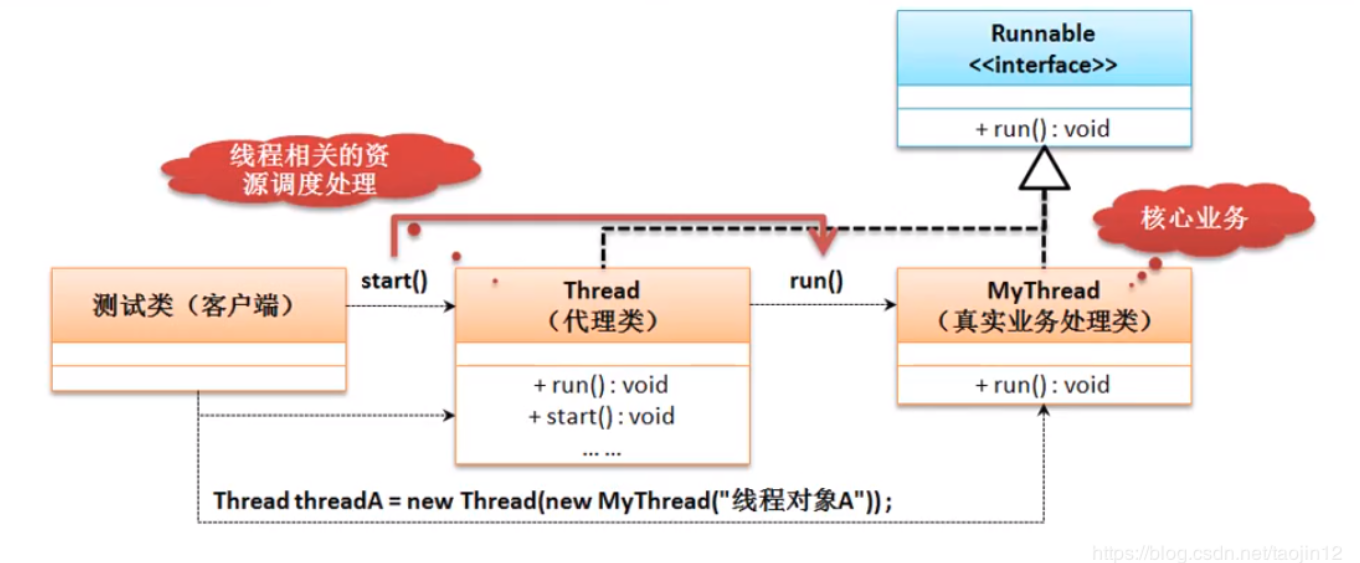 Runnable
<<interface>>
+ run() : void
线程相关的资
源调度处理
核心业务
start()
run()
测试类（客户端）
Thread
（代理类）
+ run() : void
+ start() : void
... ...
MyThread
（真实业务处理类）
+ run() : void
Thread threadA = new Thread(new MyThread("线程对象A")) ;
https://blog.csdn.net/taojin12